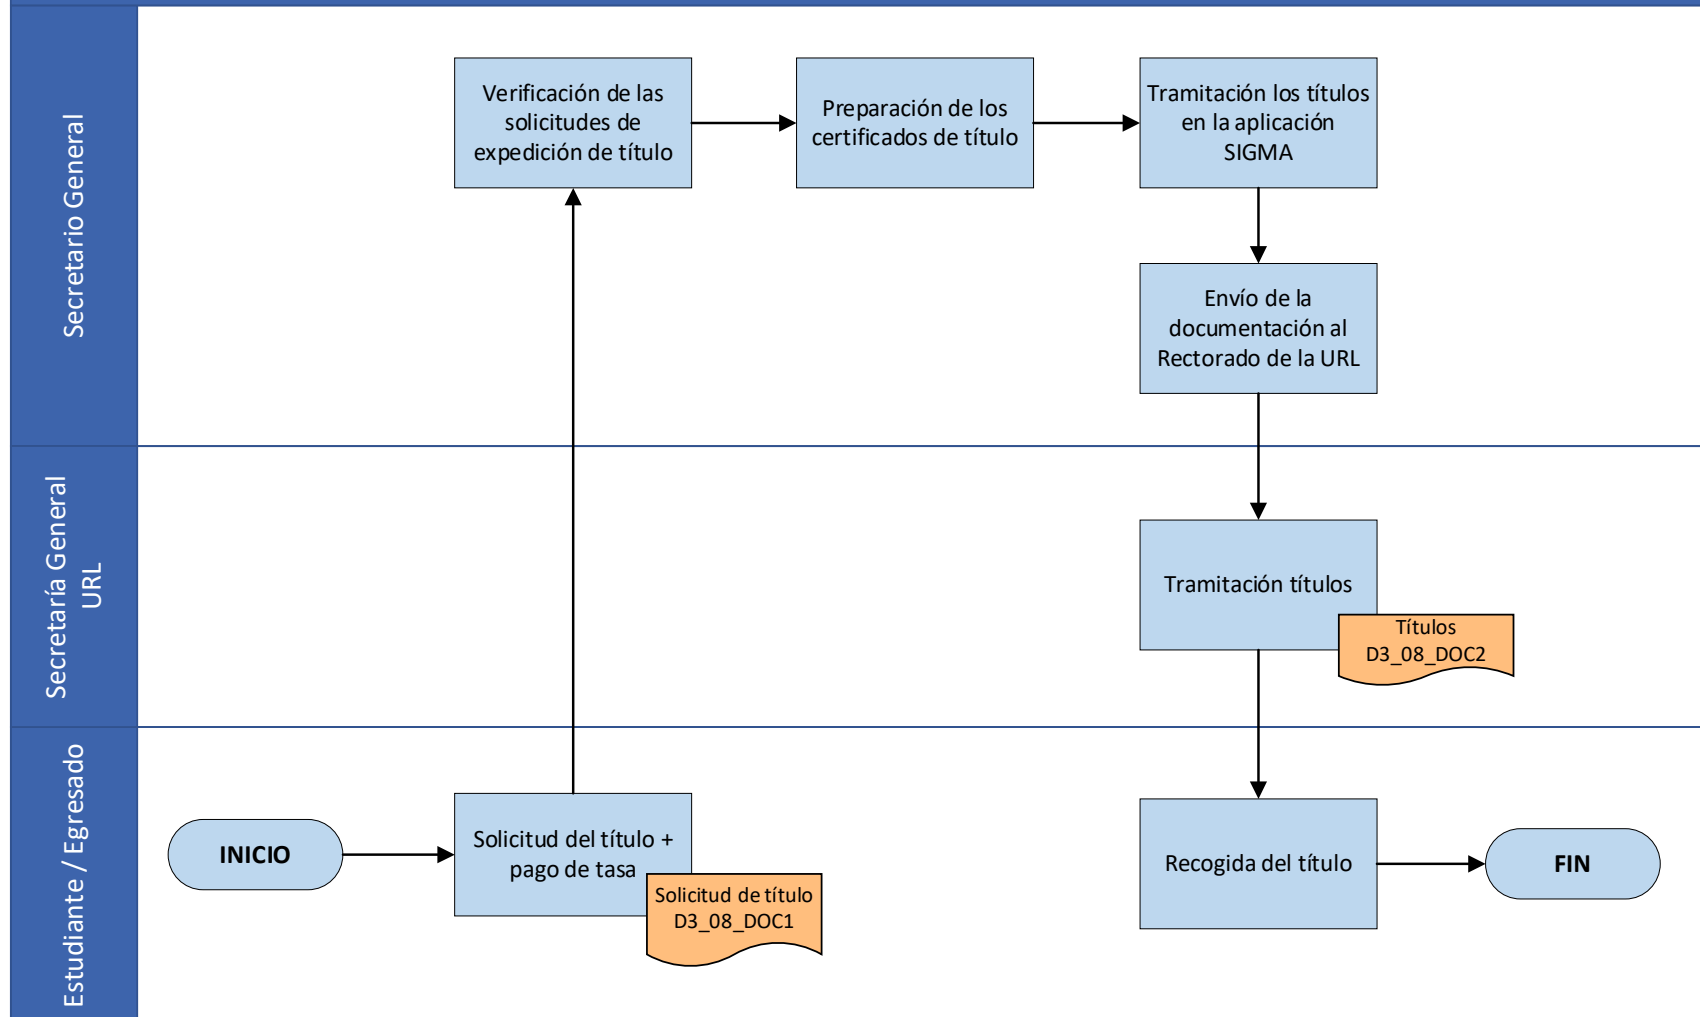 Secretario General
Verificación de las
solicitudes de
expedición de título
Preparación de los
certificados de título
Tramitación los títulos
en la aplicación
SIGMA
Envío de la
documentación al
Rectorado de la URL
Secretaría General
URL
Tramitación títulos
Títulos
D3_08_DOC2
Estudiante / Egresado
INICIO
Solicitud del título +
pago de tasa
Solicitud de título
D3_08_DOC1
Recogida del título
FIN